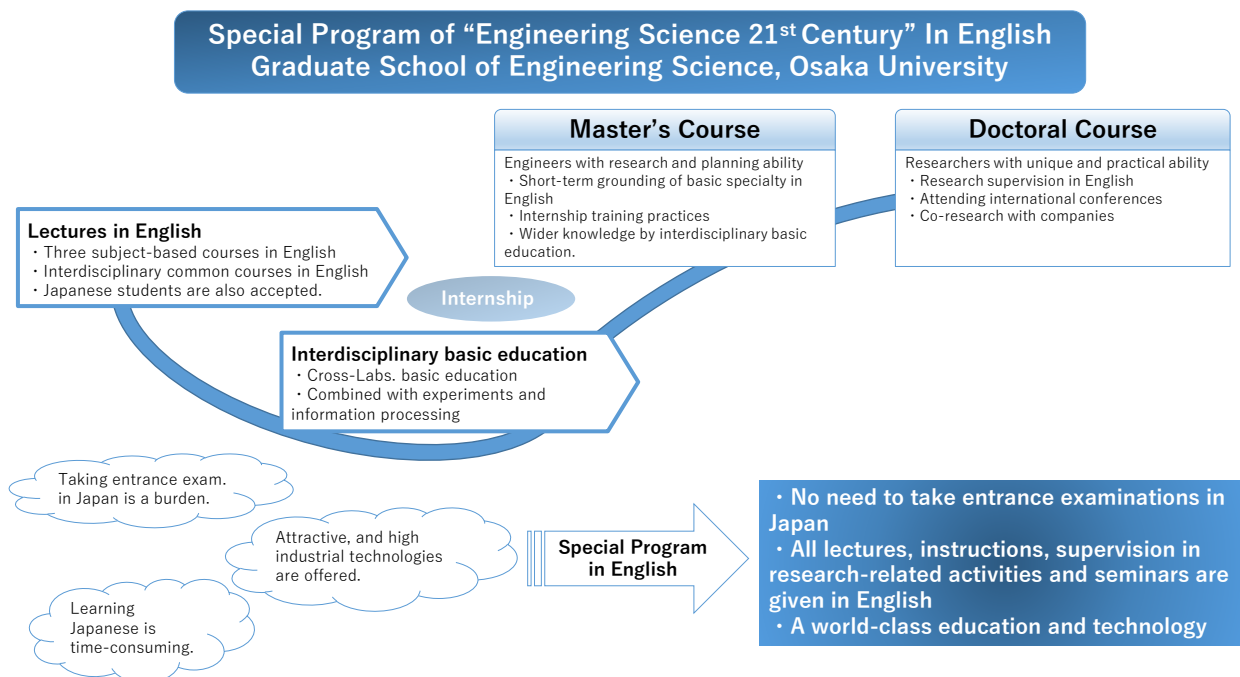 Special Program of “Engineering Science 21st Century” In English
Graduate School of Engineering Science, Osaka University
Master’s Course
Engineers with research and planning ability
・Short-term grounding of basic specialty in
English
・Internship training practices
・Wider knowledge by interdisciplinary basic
education.
Doctoral Course
Researchers with unique and practical ability
・Research supervision in English
・Attending international conferences
・Co-research with companies
Lectures in English
・Three subject-based courses in English
・Interdisciplinary common courses in English
・Japanese students are also accepted.
Internship
Interdisciplinary basic education
・Cross-Labs. basic education
・Combined with experiments and
information processing
Taking entrance exam.
in Japan is a burden.
Attractive, and high
industrial technologies
are offered.
Learning
Japanese is
time-consuming.
Special Program
in English
・No need to take entrance examinations in
Japan
・All lectures, instructions, supervision in
research-related activities and seminars are
given in English
・A world-class education and technology